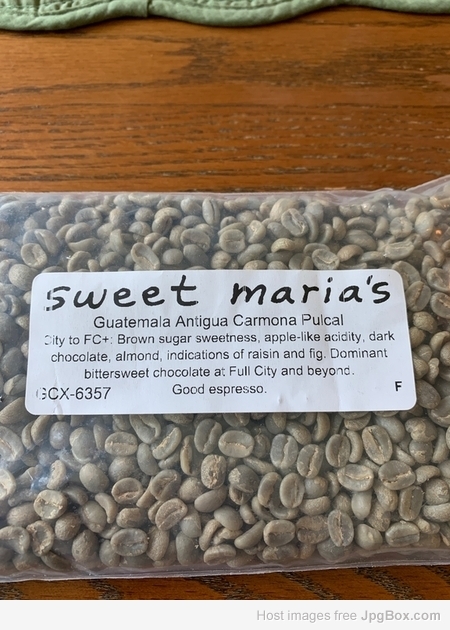 sweet maria's
Guatemala Antigua Carmona Pulcal
City to FC+: Brown sugar sweetness, apple-like acidity, dark
chocolate, almond, indications of raisin and fig. Dominant
bittersweet chocolate at Full City and beyond.
GCX-6357 Good espresso. F
Host images free JpgBox.com